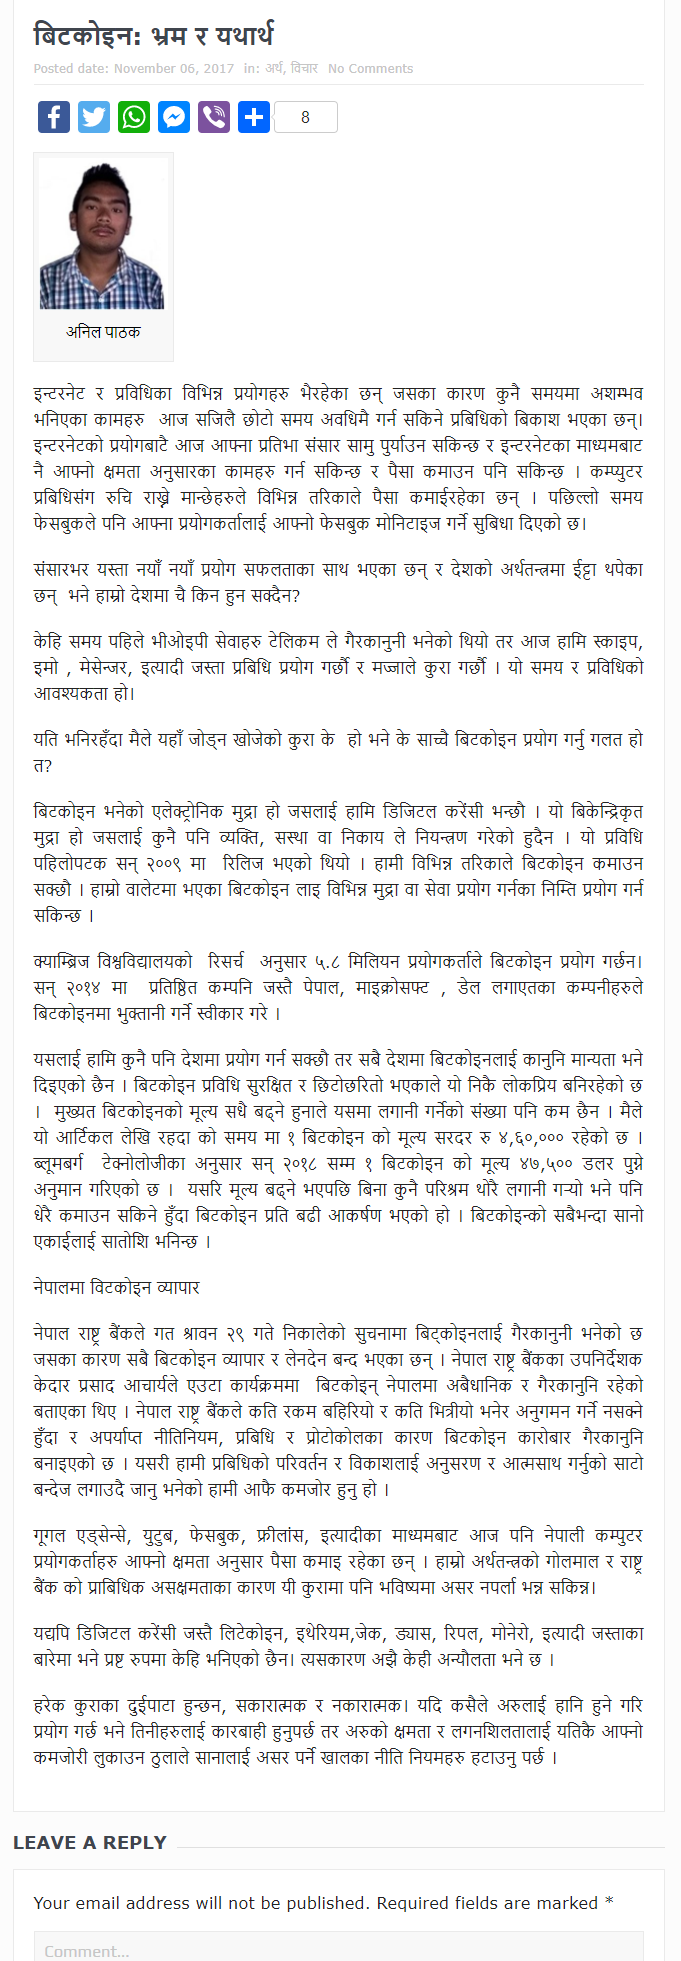 बिटकोइन: भ्रम र यथार्थ
Posted date: November 06, 2017 in: अर्थ, विचार No Comments
8
अनिल पाठक
इन्टरनेट र प्रविधिका विभिन्न प्रयोगहरु भैरहेका छन् जसका कारण कुनै समयमा अशम्भव
भनिएका कामहरु आज सजिलै छोटो समय अवधिमै गर्न सकिने प्रबिधिको बिकाश भएका छन्।
इन्टरनेटको प्रयोगबाटै आज आफ्ना प्रतिभा संसार सामु पुर्याउन सकिन्छ र इन्टरनेटका माध्यमबाट
नै आफ्नो क्षमता अनुसारका कामहरु गर्न सकिन्छ र पैसा कमाउन पनि सकिन्छ । कम्प्युटर
प्रबिधिसंग रुचि राख्ने मान्छेहरुले विभिन्न तरिकाले पैसा कमाईरहेका छन् । पछिल्लो समय
फेसबुकले पनि आफ्ना प्रयोगकर्तालाई आफ्नो फेसबुक मोनिटाइज गर्ने सुबिधा दिएको छ।
संसारभर यस्ता नयाँ नयाँ प्रयोग सफलताका साथ भएका छन् र देशको अर्थतन्त्रमा ईट्टा थपेका
छन् भने हाम्रो देशमा चै किन हुन सक्दैन?
केहि समय पहिले भीओइपी सेवाहरु टेलिकम ले गैरकानुनी भनेको थियो तर आज हामि स्काइप,
इमो , मेसेन्जर, इत्यादी जस्ता प्रबिधि प्रयोग गर्छौ र मज्जाले कुरा गर्छौ । यो समय र प्रविधिको
आवश्यकता हो।
यति भनिरहँदा मैले यहाँ जोड्न खोजेको कुरा के हो भने के साच्चै बिटकोइन प्रयोग गर्नु गलत हो
त?
बिटकोइन भनेको एलेक्ट्रोनिक मुद्रा हो जसलाई हामि डिजिटल करेंसी भन्छौ । यो बिकेन्द्रिकृत
मुद्रा हो जसलाई कुनै पनि व्यक्ति, सस्था वा निकाय ले नियन्त्रण गरेको हुदैन । यो प्रविधि
पहिलोपटक सन् २००९ मा रिलिज भएको थियो । हामी विभिन्न तरिकाले बिटकोइन कमाउन
सक्छौ । हाम्रो वालेटमा भएका बिटकोइन लाइ विभिन्न मुद्रा वा सेवा प्रयोग गर्नका निम्ति प्रयोग गर्न
सकिन्छ ।
क्याम्ब्रिज विश्वविद्यालयको रिसर्च अनुसार ५.८ मिलियन प्रयोगकर्ताले बिटकोइन प्रयोग गर्छन।
सन् २०१४ मा प्रतिष्ठित कम्पनि जस्तै पेपाल, माइक्रोसफ्ट , डेल लगाएतका कम्पनीहरुले
बिटकोइनमा भुक्तानी गर्ने स्वीकार गरे ।
यसलाई हामि कुनै पनि देशमा प्रयोग गर्न सक्छौ तर सबै देशमा बिटकोइनलाई कानुनि मान्यता भने
दिइएको छैन । बिटकोइन प्रविधि सुरक्षित र छिटोछरितो भएकाले यो निकै लोकप्रिय बनिरहेको छ
। मुख्यत बिटकोइनको मूल्य सधै बढ्ने हुनाले यसमा लगानी गर्नेको संख्या पनि कम छैन । मैले
यो आर्टिकल लेखि रहदा को समय मा १ बिटकोइन को मूल्य सरदर रु ४,६०,००० रहेको छ ।
ब्लूमबर्ग टेक्नोलोजीका अनुसार सन् २०१८ सम्म १ बिटकोइन को मूल्य ४७,५०० डलर पुग्ने
अनुमान गरिएको छ । यसरि मूल्य बढ्ने भएपछि बिना कुनै परिश्रम थोरै लगानी गऱ्यो भने पनि
धेरै कमाउन सकिने हुँदा बिटकोइन प्रति बढी आकर्षण भएको हो । बिटकोइन्को सबैभन्दा सानो
एकाईलाई सातोशि भनिन्छ ।
नेपालमा विटकोइन व्यापार
नेपाल राष्ट्र बैंकले गत श्रावन २९ गते निकालेको सुचनामा बिट्कोइनलाई गैरकानुनी भनेको छ
जसका कारण सबै बिटकोइन व्यापार र लेनदेन बन्द भएका छन् । नेपाल राष्ट्र बैंकका उपनिर्देशक
केदार प्रसाद आचार्यले एउटा कार्यक्रममा बिटकोइन् नेपालमा अबैधानिक र गैरकानुनि रहेको
बताएका थिए । नेपाल राष्ट्र बैंकले कति रकम बहिरियो र कति भित्रीयो भनेर अनुगमन गर्ने नसक्ने
हुँदा र अपर्याप्त नीतिनियम, प्रबिधि र प्रोटोकोलका कारण बिटकोइन कारोबार गैरकानुनि
बनाइएको छ । यसरी हामी प्रबिधिको परिवर्तन र विकाशलाई अनुसरण र आत्मसाथ गर्नुको साटो
बन्देज लगाउदै जानु भनेको हामी आफै कमजोर हुनु हो ।
गूगल एड्सेन्से, युटुब, फेसबुक, फ्रीलांस, इत्यादीका माध्यमबाट आज पनि नेपाली कम्पुटर
प्रयोगकर्ताहरु आफ्नो क्षमता अनुसार पैसा कमाइ रहेका छन् । हाम्रो अर्थतन्त्रको गोलमाल र राष्ट्र
बैंक को प्राबिधिक असक्षमताका कारण यी कुरामा पनि भविष्यमा असर नपर्ला भन्न सकिन्न।
यद्यपि डिजिटल करेंसी जस्तै लिटेकोइन, इथेरियम,जेक, ड्यास, रिपल, मोनेरो, इत्यादी जस्ताका
बारेमा भने प्रष्ट रुपमा केहि भनिएको छैन। त्यसकारण अझै केही अन्यौलता भने छ ।
हरेक कुराका दुईपाटा हुन्छन, सकारात्मक र नकारात्मक। यदि कसैले अरुलाई हानि हुने गरि
प्रयोग गर्छ भने तिनीहरुलाई कारबाही हुनुपर्छ तर अरुको क्षमता र लगनशिलतालाई यतिकै आफ्नो
कमजोरी लुकाउन ठुलाले सानालाई असर पर्ने खालका नीति नियमहरु हटाउनु पर्छ ।
LEAVE A REPLY
Your email address will not be published. Required fields are marked *
Comment...